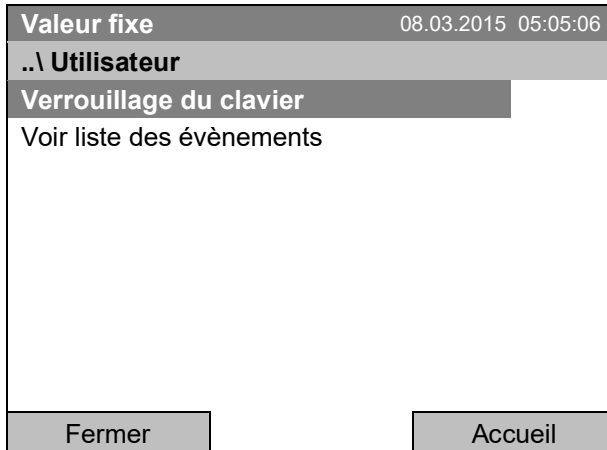 Valeur fixe 08.03.2015 05:05:06
..\ Utilisateur
Verrouillage du clavier
Voir liste des évènements
Fermer Accueil